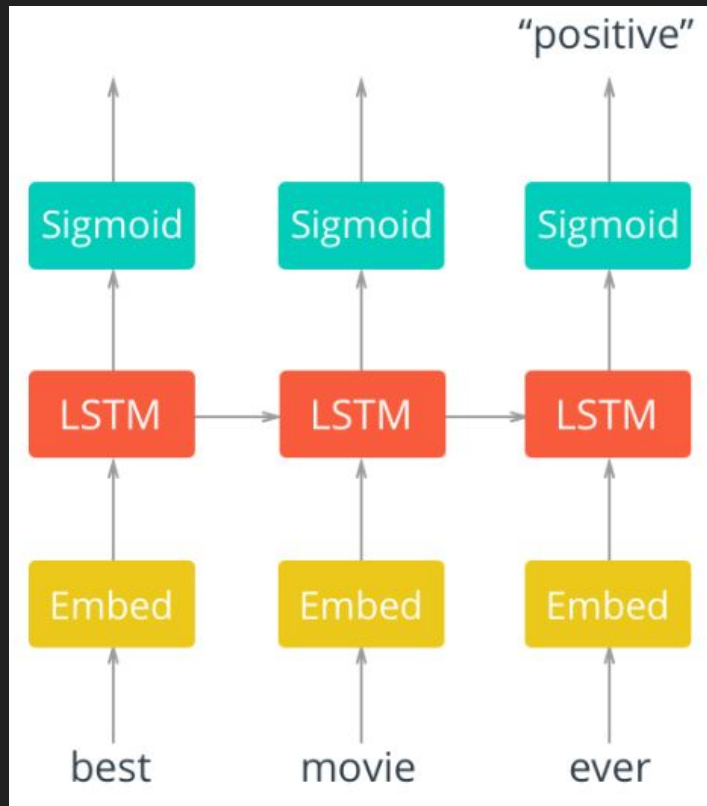 “positive”
Sigmoid Sigmoid Sigmoid
LSTM LSTM LSTM
Embed Embed Embed
best movie ever